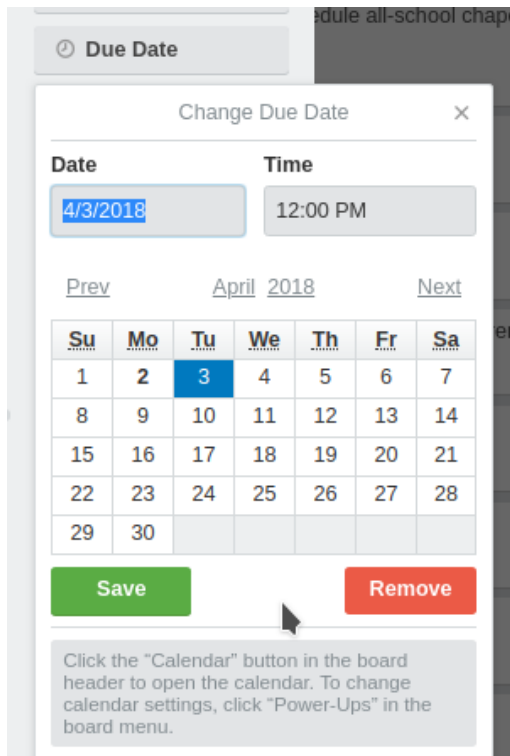 edule all-school chap
Due Date
Change Due Date ×
Date Time
4/3/2018 12:00 PM
Prev April 2018 Next
Su Mo Tu We Th Fr Sa
1 2 3 4 5 6 7
8 9 10 11 12 13 14
15 16 17 18 19 20 21
22 23 24 25 26 27 28
29 30
Save Remove
Click the “Calendar” button in the board
header to open the calendar. To change
calendar settings, click “Power-Ups” in the
board menu.